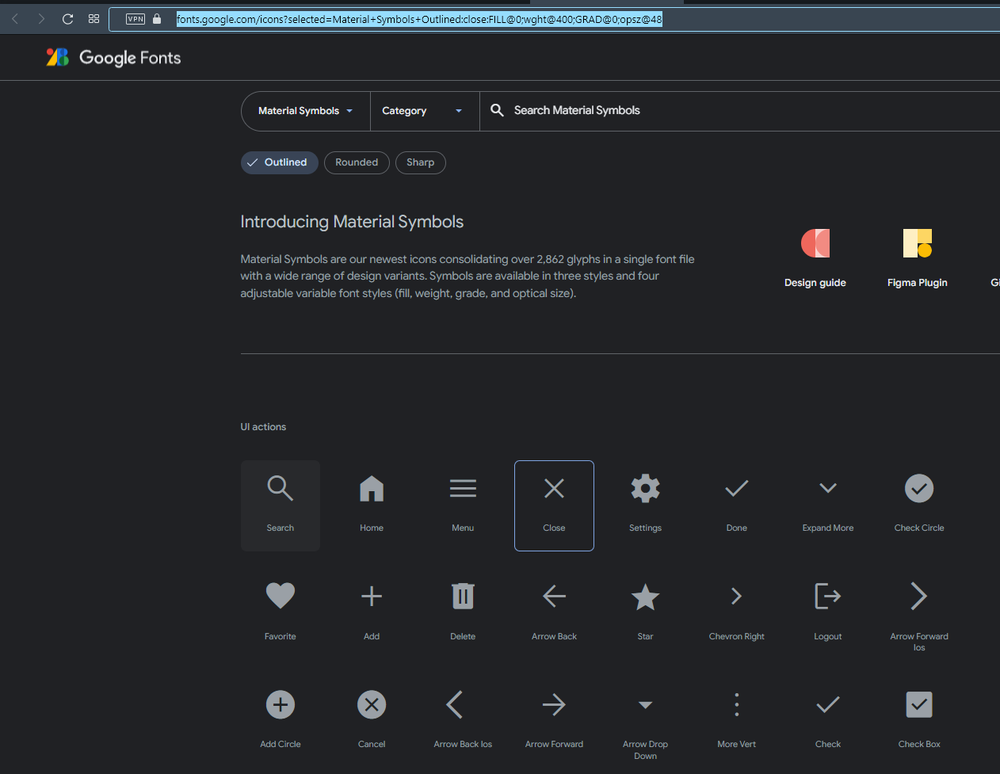 VPN
fonts.google.com/icons?selected=Material+Symbols+Outlined:close:FILL@0;wght@400;GRAD@0;opsz@48
Google Fonts
Material Symbols
Category
Search Material Symbols
Outlined
Rounded
Sharp
Introducing Material Symbols
Material Symbols are our newest icons consolidating over 2,862 glyphs in a single font file
with a wide range of design variants. Symbols are available in three styles and four
adjustable variable font styles (fill, weight, grade, and optical size).
Design guide
Figma Plugin
Gi
UI actions
Search
Home
Menu
Close
Settings
Done
Expand More
Check Circle
Favorite
Add
Delete
Arrow Back
Star
Chevron Right
Logout
Arrow Forward
Ios
Add Circle
Cancel
Arrow Back Ios
Arrow Forward
Arrow Drop
Down
More Vert
Check
Check Box